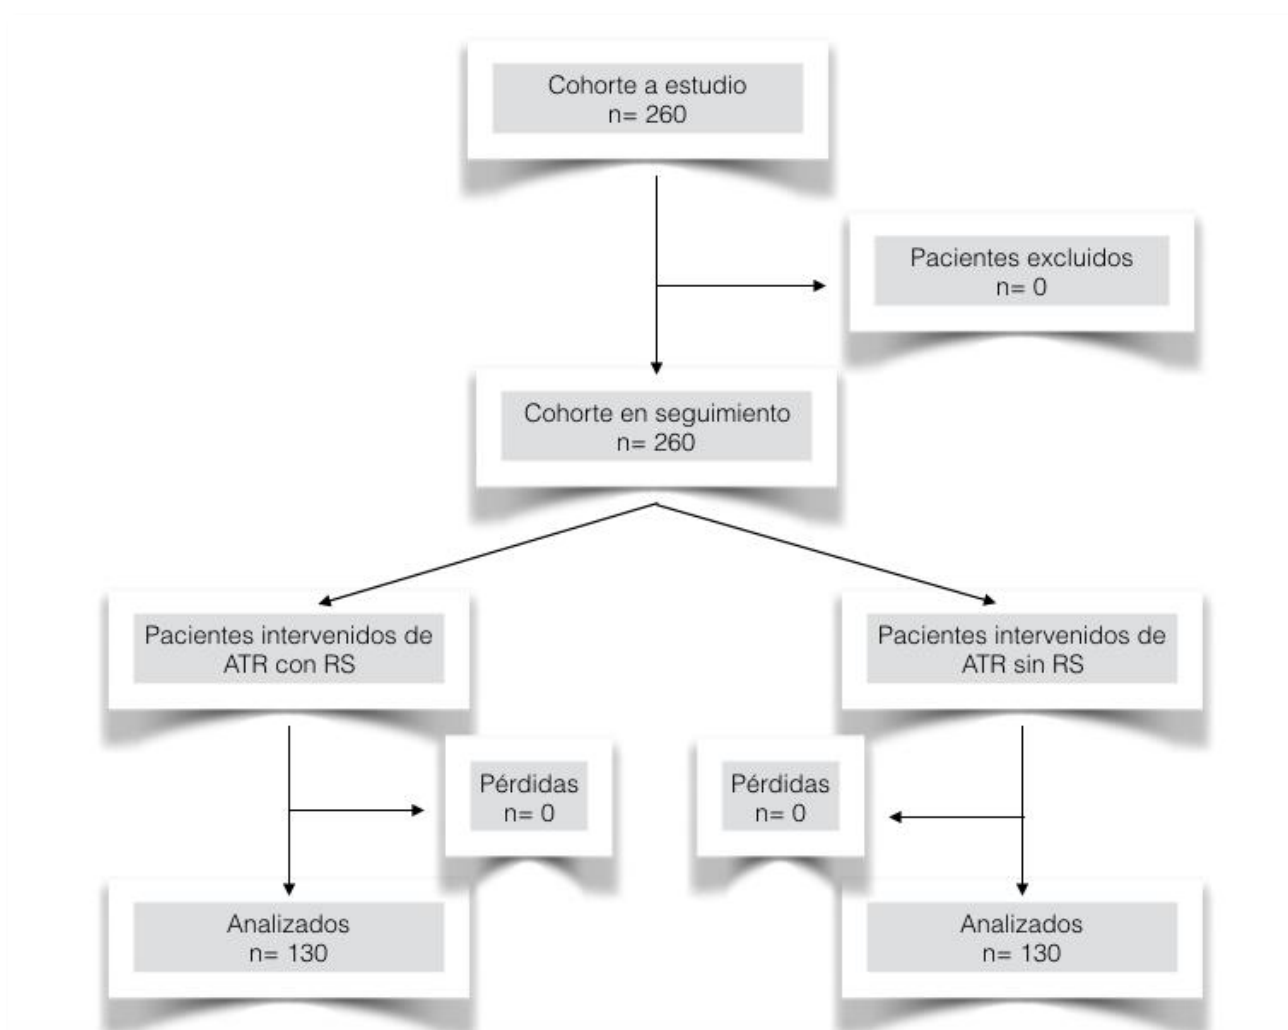 Cohorte a estudio
n= 260
Pacientes excluidos
n= 0
Cohorte en seguimiento
n= 260
Pacientes intervenidos de
ATR con RS
Pacientes intervenidos de
ATR sin RS
Pérdidas
n= 0
Pérdidas
n= 0
Analizados
n= 130
Analizados
n= 130